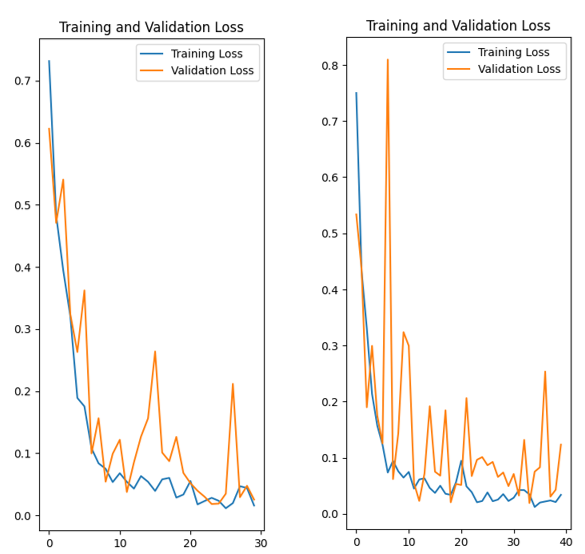 Training and Validation Loss
Training Loss
Validation Loss
0.7
0.6
0.5
0.4
0.3
0.2
0.1
0.0
0 10 20 30
Training and Validation Loss
Training Loss
Validation Loss
0.8
0.7
0.6
0.5
0.4
0.3
0.2
0.1
0.0
0 10 20 30 40